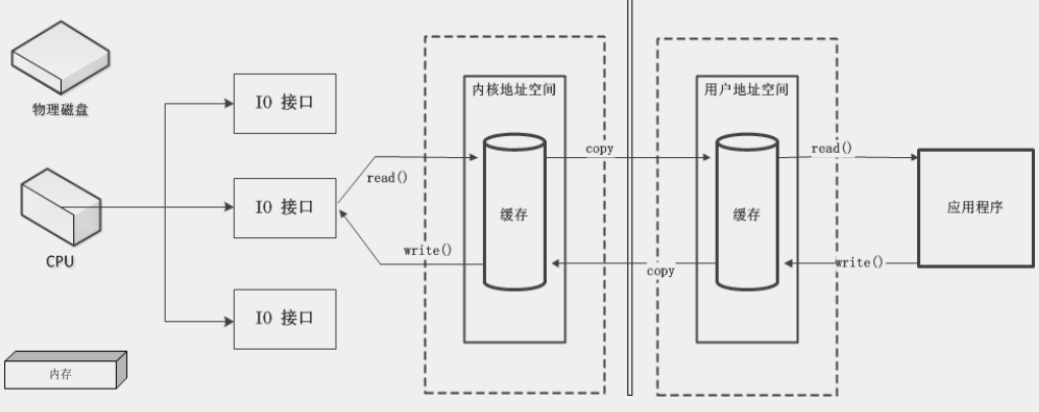 物理磁盘
CPU
内存
IO 接口
IO 接口
IO 接口
read()
write()
内核地址空间
缓存
copy
copy
用户地址空间
缓存
read()
write()
应用程序